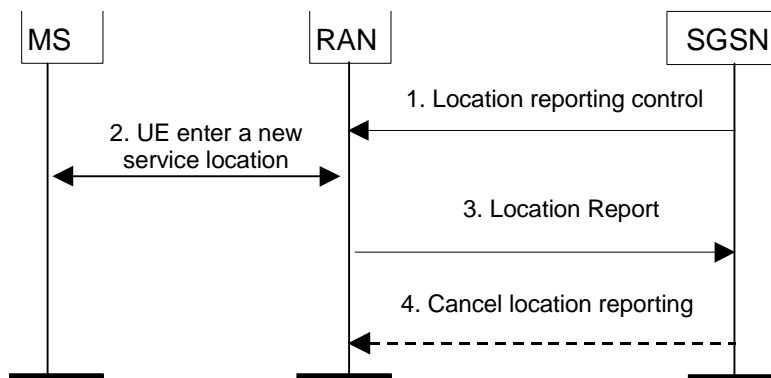 MS
RAN
SGSN
1. Location reporting control
2. UE enter a new
service location
3. Location Report
4. Cancel location reporting